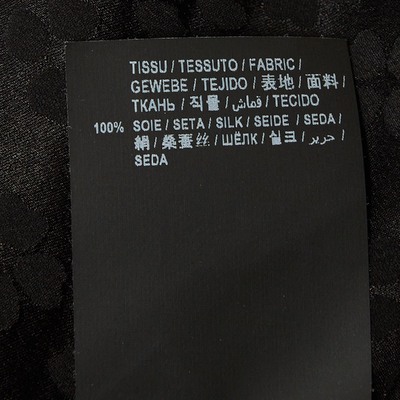 TISSU / TESSUTO / FABRIC /
GEWEBE / TEJIDO / 表地 / 面料 /
ТКАНЬ / 직물 / قماش / TECIDO
100% SOIE / SETA / SILK / SEIDE / SEDA /
絹 / 桑蚕丝 / ШЁЛК / 실크 / حرير /
SEDA